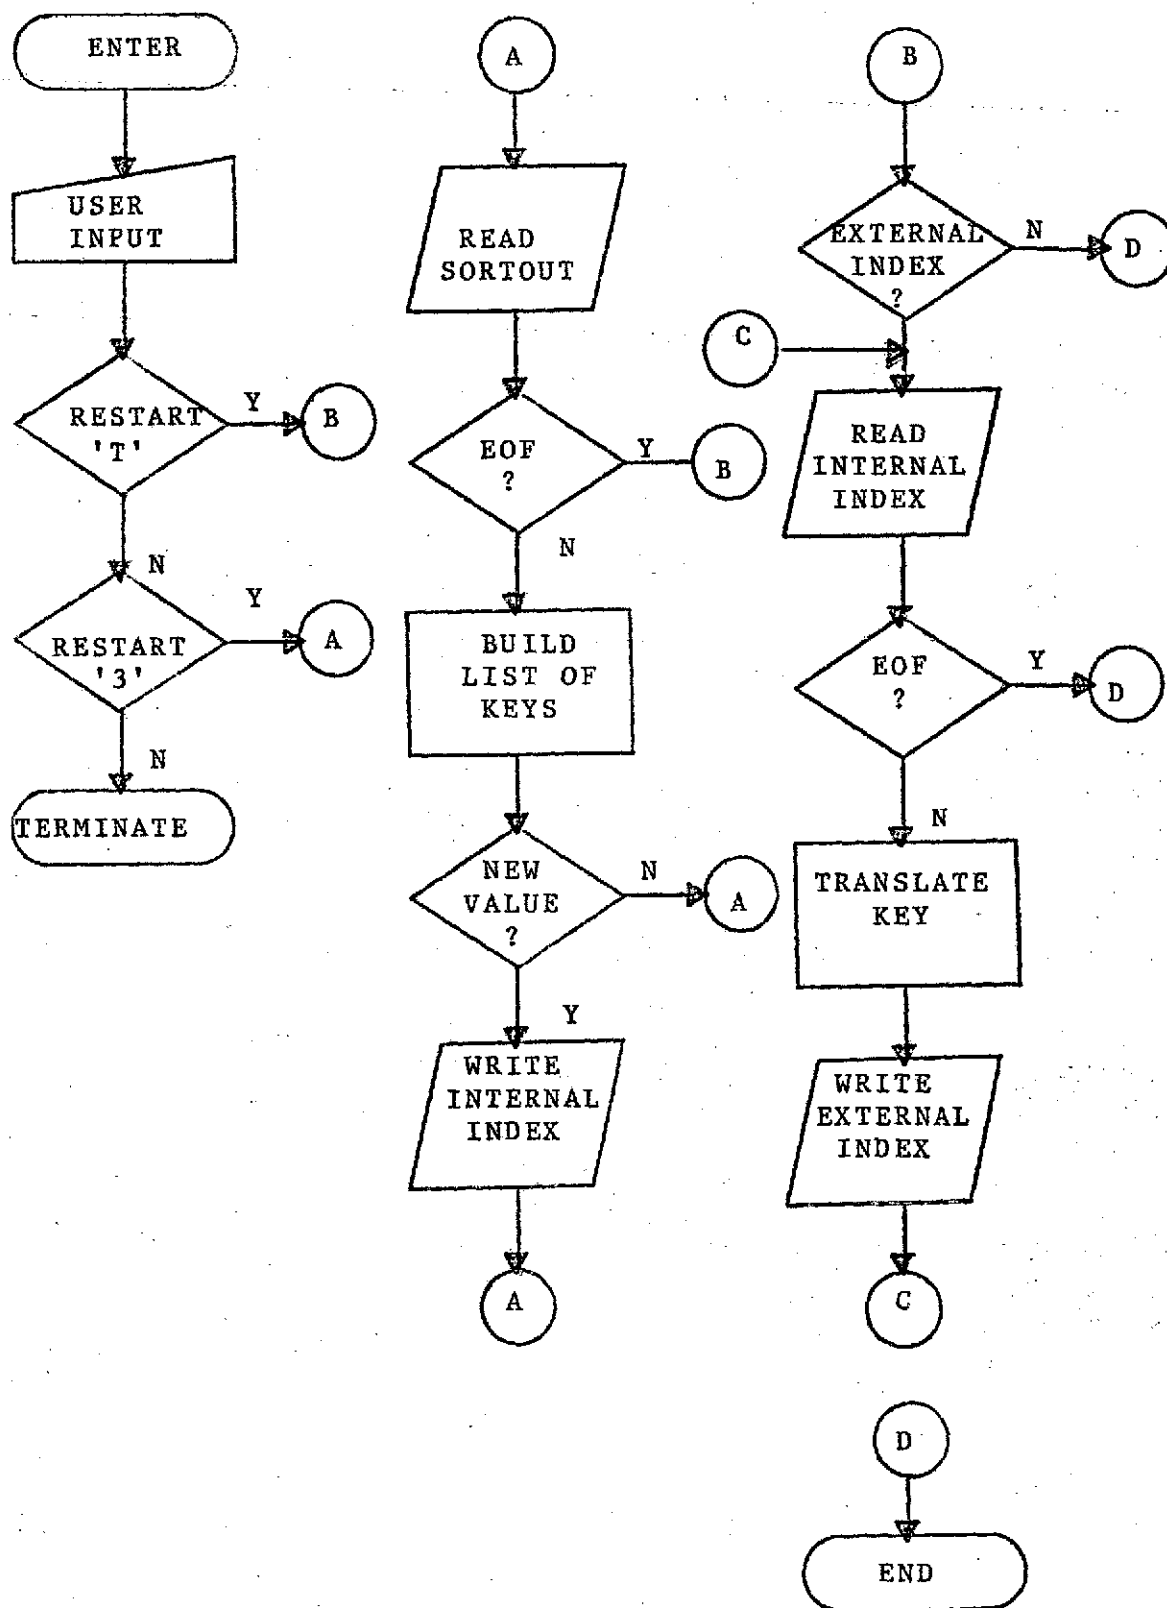 ENTER
USER
INPUT
RESTART
'T'
Y
B
N
RESTART
'3'
Y
A
N
TERMINATE
A
READ
SORTOUT
EOF
?
Y
B
N
BUILD
LIST OF
KEYS
NEW
VALUE
?
N
A
Y
WRITE
INTERNAL
INDEX
A
B
EXTERNAL
INDEX
?
N
D
C
READ
INTERNAL
INDEX
EOF
?
Y
D
N
TRANSLATE
KEY
WRITE
EXTERNAL
INDEX
C
D
END